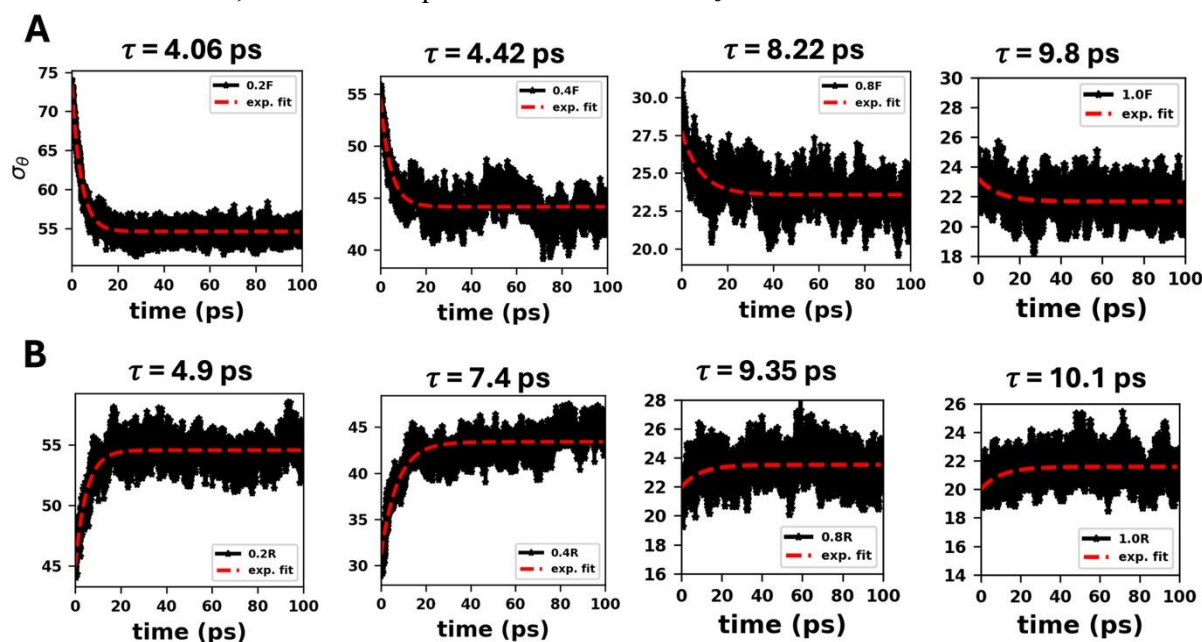 A
τ = 4.06 ps
τ = 4.42 ps
τ = 8.22 ps
τ = 9.8 ps
75
70
65
60
55
σθ
0.2F
exp. fit
0 20 40 60 80 100
time (ps)
55
50
45
40
0.4F
exp. fit
0 20 40 60 80 100
time (ps)
30.0
27.5
25.0
22.5
20.0
0.8F
exp. fit
0 20 40 60 80 100
time (ps)
30
28
26
24
22
20
18
1.0F
exp. fit
0 20 40 60 80 100
time (ps)
B
τ = 4.9 ps
τ = 7.4 ps
τ = 9.35 ps
τ = 10.1 ps
55
50
45
0.2R
exp. fit
0 20 40 60 80 100
time (ps)
45
40
35
30
0.4R
exp. fit
0 20 40 60 80 100
time (ps)
28
26
24
22
20
18
16
0.8R
exp. fit
0 20 40 60 80 100
time (ps)
26
24
22
20
18
16
14
1.0R
exp. fit
0 20 40 60 80 100
time (ps)